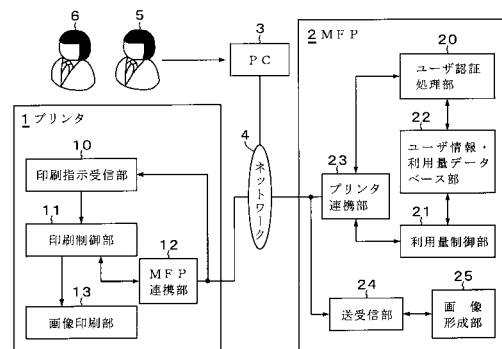 6
5
3
PC
4
ネットワーク
1 プリンタ
10
印刷指示受信部
11
印刷制御部
12
MFP
連携部
13
画像印刷部
2 MFP
20
ユーザ認証
処理部
22
ユーザ情報・
利用量データ
ベース部
23
プリンタ
連携部
21
利用量制御部
24
送受信部
25
画像
形成部